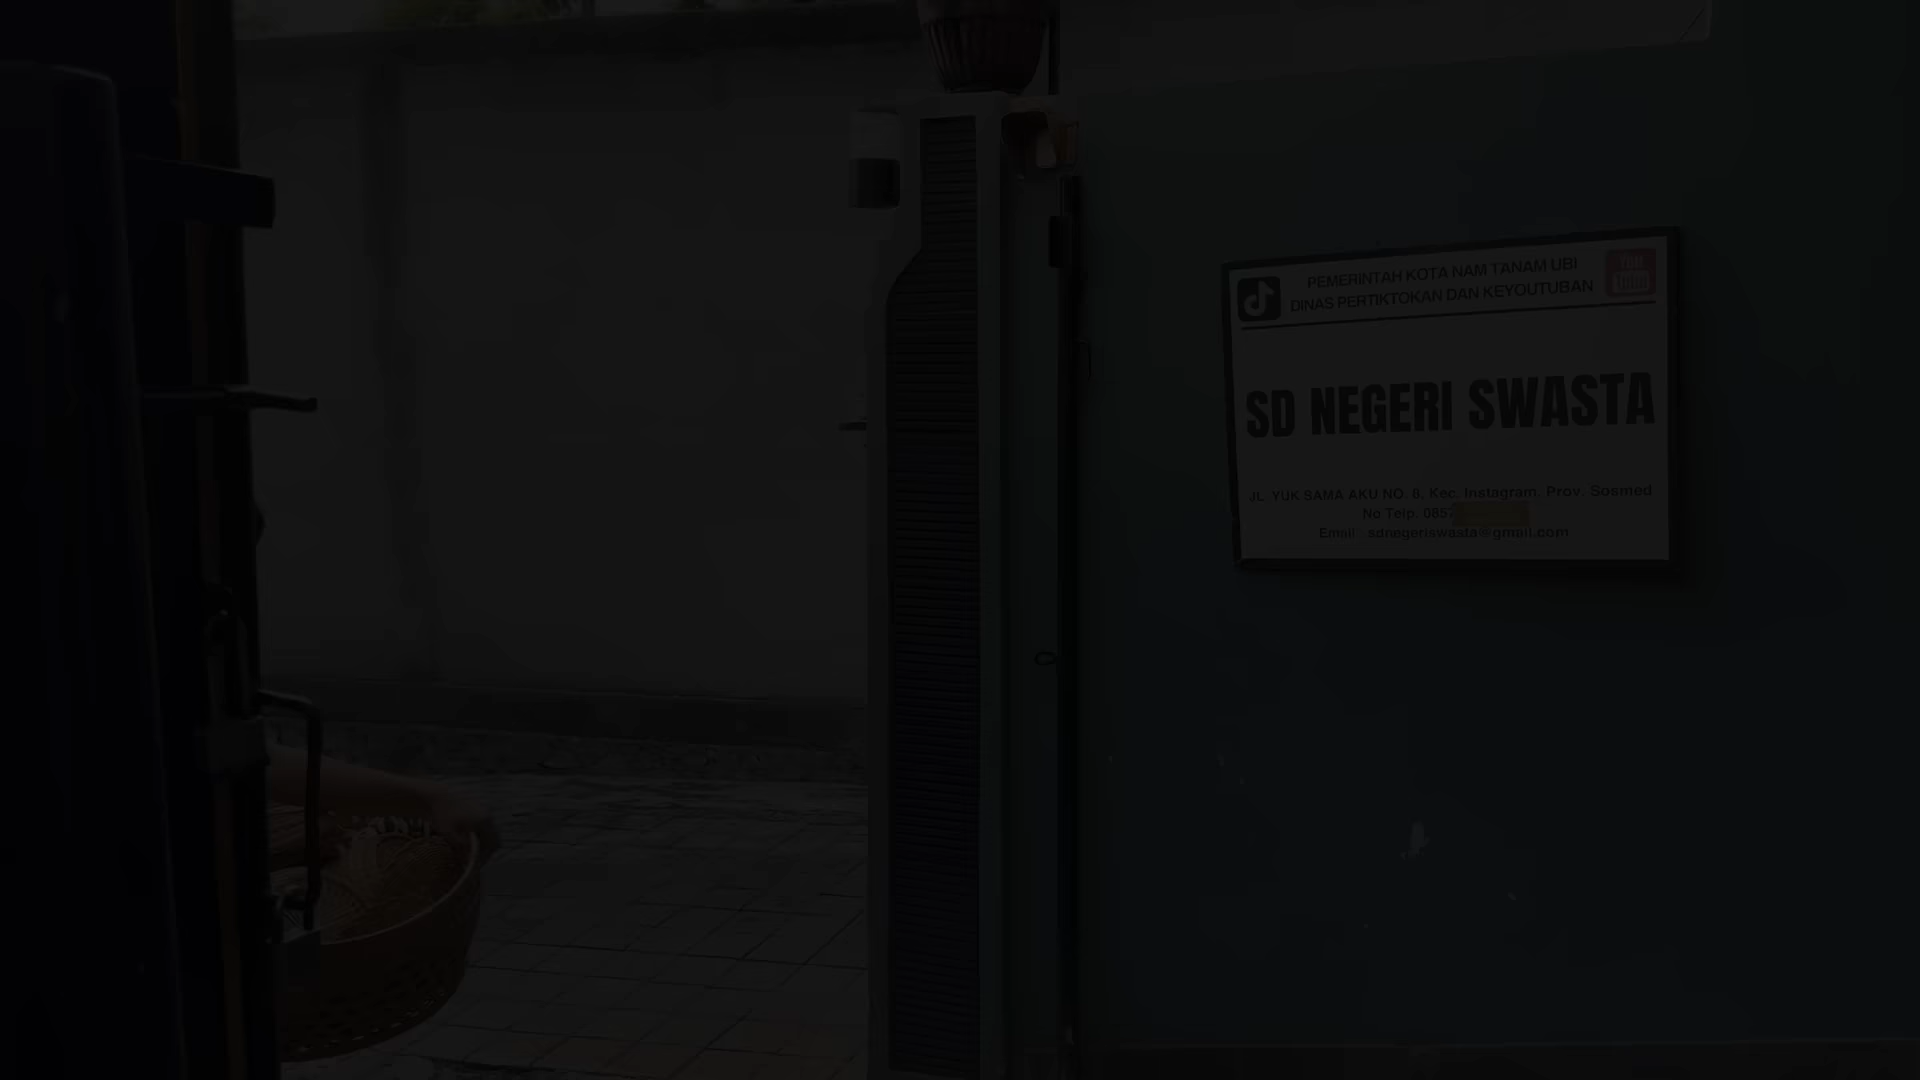 PEMERINTAH KOTA NAM TANAM UBI
DINAS PERTIKTOKAN DAN KEYOUTUBAN
SD NEGERI SWASTA
JL. YUK SAMA AKU NO. 6, Kec. Instagram. Prov. Sosmed
No Telp. 0857
Email : sdnegeriswasta@gmail.com